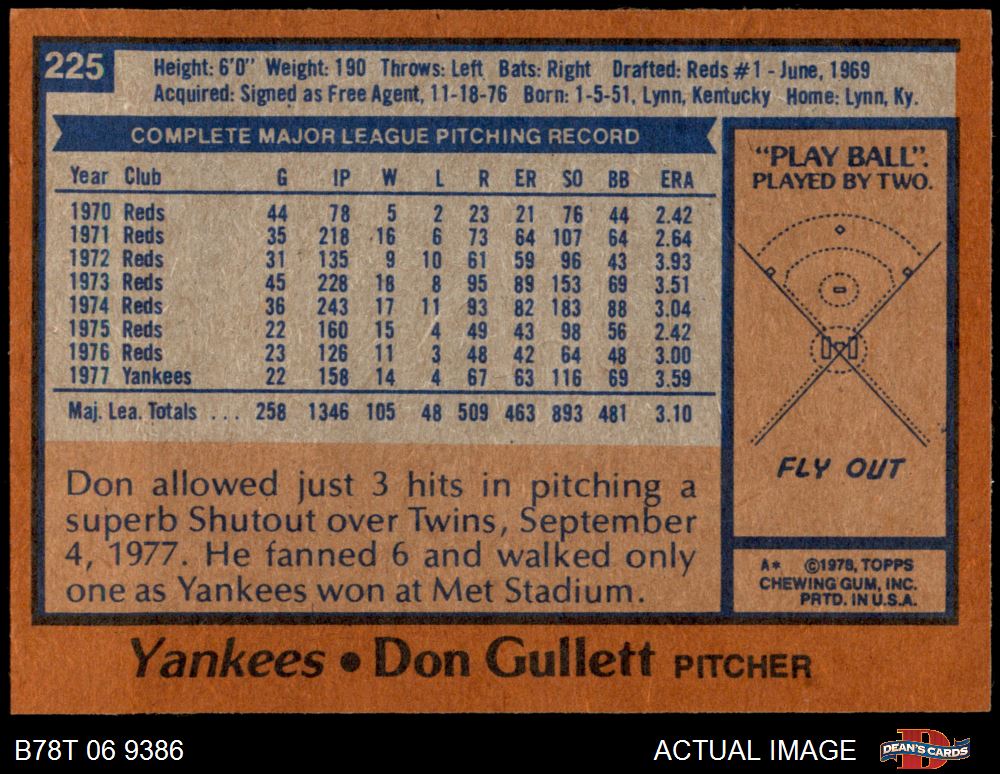 225
Height: 6'0" Weight: 190 Throws: Left Bats: Right Drafted: Reds #1 - June, 1969
Acquired: Signed as Free Agent, 11-18-76 Born: 1-5-51, Lynn, Kentucky Home: Lynn, Ky.
COMPLETE MAJOR LEAGUE PITCHING RECORD
Year Club G IP W L R ER SO BB ERA
1970 Reds 44 78 5 2 23 21 76 44 2.42
1971 Reds 35 218 16 6 73 64 107 64 2.64
1972 Reds 31 135 9 10 61 59 96 43 3.93
1973 Reds 45 228 18 8 95 89 153 69 3.51
1974 Reds 36 243 17 11 93 82 183 88 3.04
1975 Reds 22 160 15 4 49 43 98 56 2.42
1976 Reds 23 126 11 3 48 42 64 48 3.00
1977 Yankees 22 158 14 4 67 63 116 69 3.59
Maj. Lea. Totals ... 258 1346 105 48 509 463 893 481 3.10
Don allowed just 3 hits in pitching a
superb Shutout over Twins, September
4, 1977. He fanned 6 and walked only
one as Yankees won at Met Stadium.
"PLAY BALL".
PLAYED BY TWO.
FLY OUT
A* ©1978, TOPPS
CHEWING GUM, INC.
PRTD. IN U.S.A.
Yankees • Don Gullett PITCHER
B78T 06 9386
ACTUAL IMAGE
DEAN'S CARDS